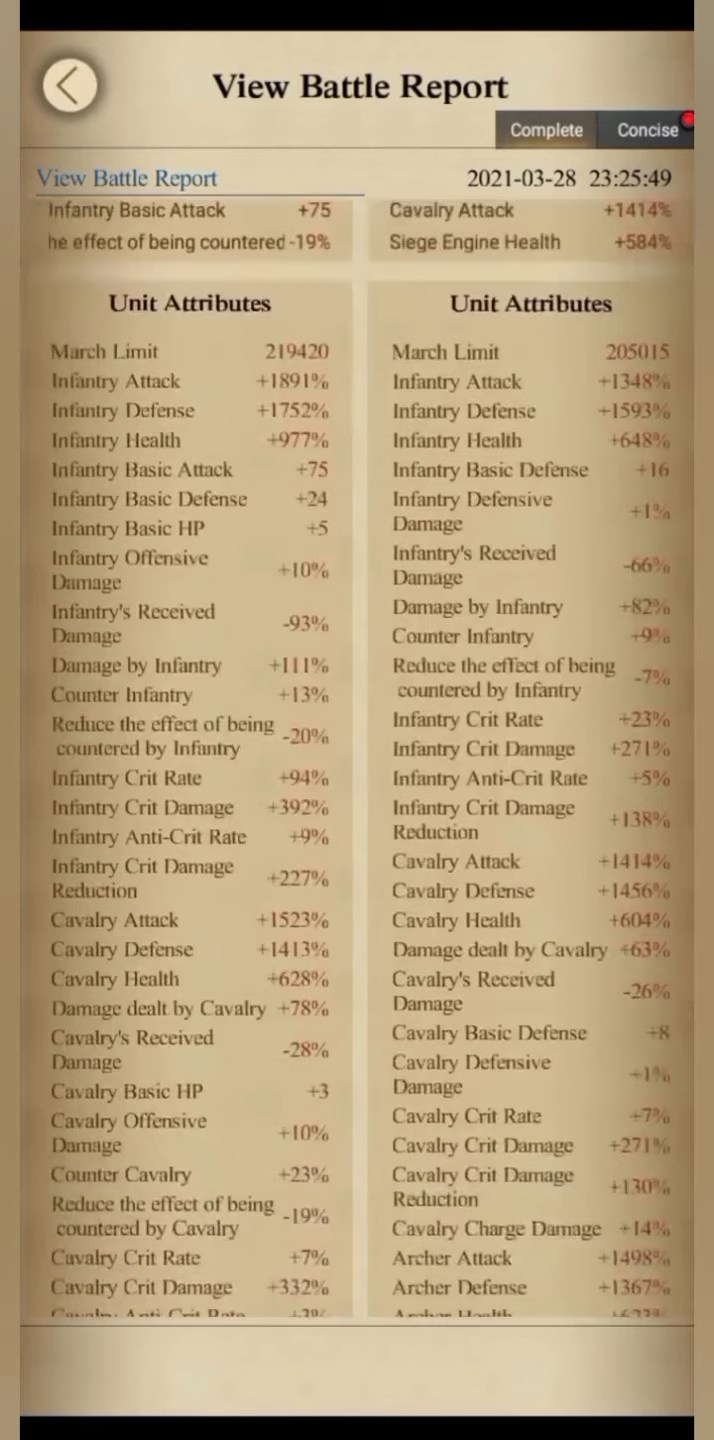 View Battle Report
Complete
Concise
View Battle Report
2021-03-28 23:25:49
Infantry Basic Attack +75
he effect of being countered -19%
Cavalry Attack +1414%
Siege Engine Health +584%
Unit Attributes
March Limit 219420
Infantry Attack +1891%
Infantry Defense +1752%
Infantry Health +977%
Infantry Basic Attack +75
Infantry Basic Defense +24
Infantry Basic HP +5
Infantry Offensive
Damage +10%
Infantry's Received
Damage -93%
Damage by Infantry +111%
Counter Infantry +13%
Reduce the effect of being
countered by Infantry -20%
Infantry Crit Rate +94%
Infantry Crit Damage +392%
Infantry Anti-Crit Rate +9%
Infantry Crit Damage
Reduction +227%
Cavalry Attack +1523%
Cavalry Defense +1413%
Cavalry Health +628%
Damage dealt by Cavalry +78%
Cavalry's Received
Damage -28%
Cavalry Basic HP +3
Cavalry Offensive
Damage +10%
Counter Cavalry +23%
Reduce the effect of being
countered by Cavalry -19%
Cavalry Crit Rate +7%
Cavalry Crit Damage +332%
Cavalry Anti-Crit Rate
Unit Attributes
March Limit 205015
Infantry Attack +1348%
Infantry Defense +1593%
Infantry Health +648%
Infantry Basic Defense +16
Infantry Defensive
Damage +1%
Infantry's Received
Damage -66%
Damage by Infantry +82%
Counter Infantry +9%
Reduce the effect of being
countered by Infantry -7%
Infantry Crit Rate +23%
Infantry Crit Damage +271%
Infantry Anti-Crit Rate +5%
Infantry Crit Damage
Reduction +138%
Cavalry Attack +1414%
Cavalry Defense +1456%
Cavalry Health +604%
Damage dealt by Cavalry +63%
Cavalry's Received
Damage -26%
Cavalry Basic Defense +8
Cavalry Defensive
Damage +1%
Cavalry Crit Rate +7%
Cavalry Crit Damage +271%
Cavalry Crit Damage
Reduction +130%
Cavalry Charge Damage +14%
Archer Attack +1498%
Archer Defense +1367%
Archer Health